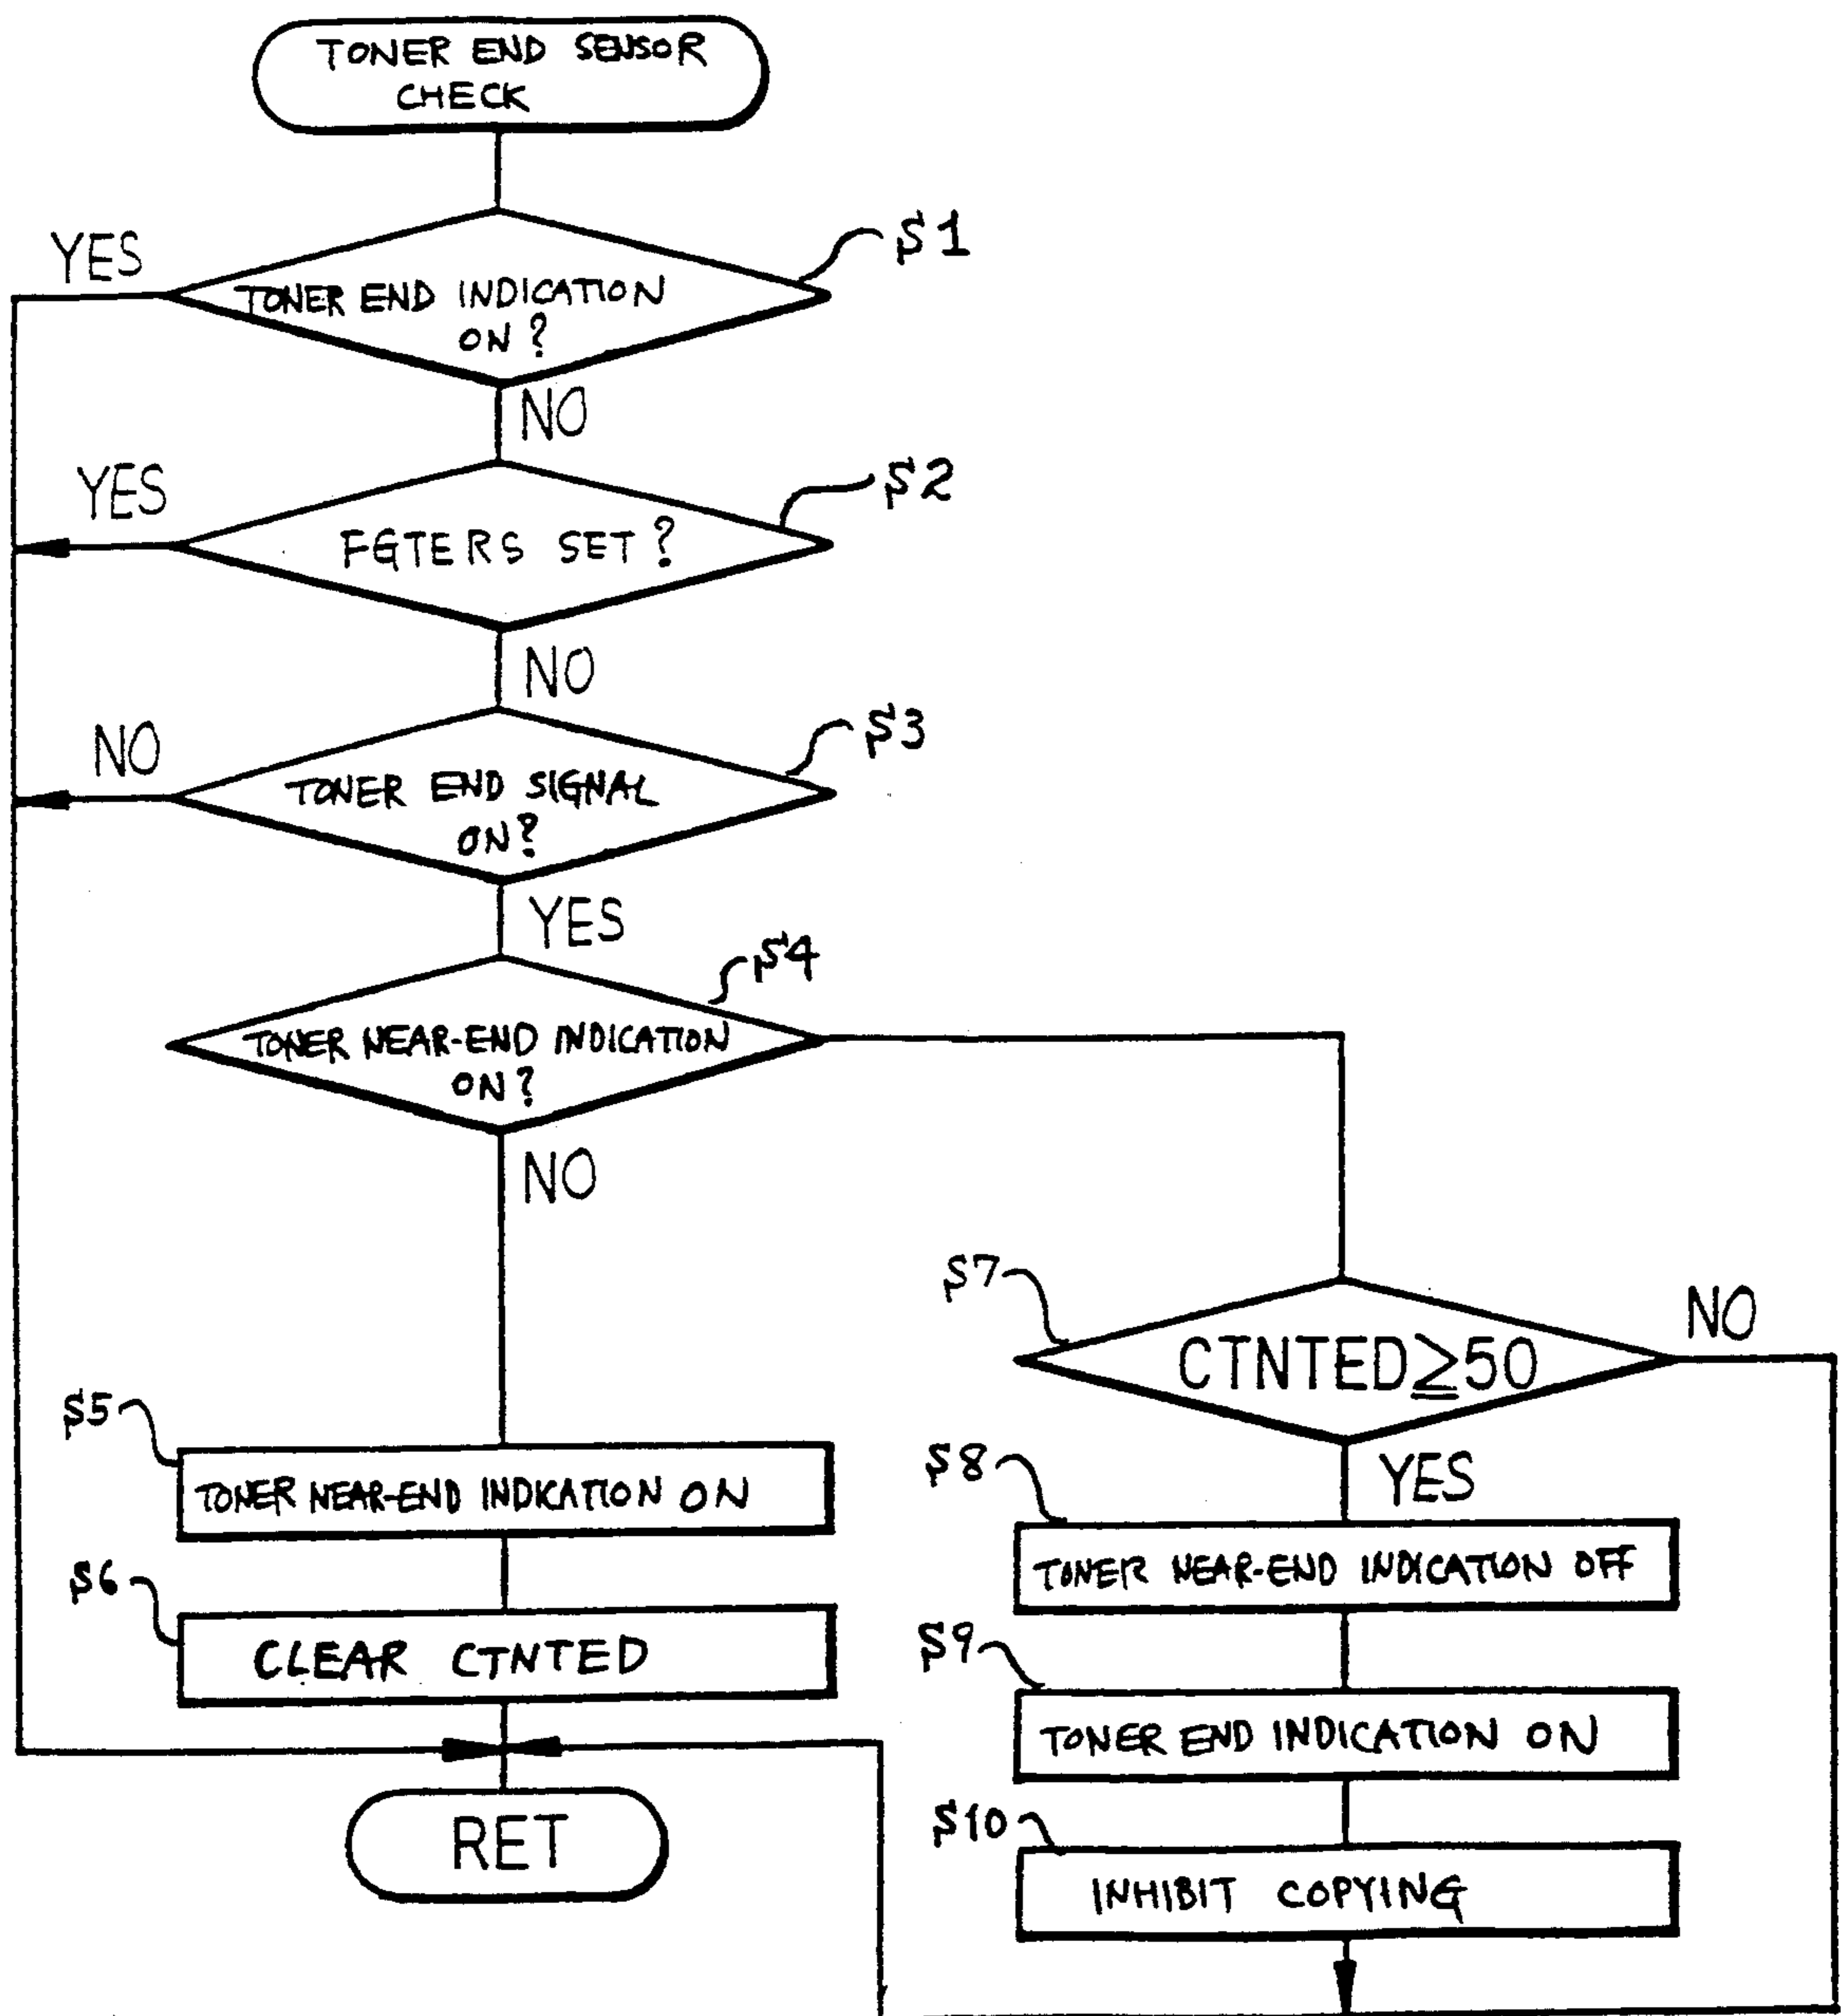 TONER END SENSOR
CHECK
S1
YES
TONER END INDICATION
ON?
NO
S2
YES
FGTERS SET?
NO
S3
NO
TONER END SIGNAL
ON?
YES
S4
TONER NEAR-END INDICATION
ON?
NO
S7
CTNTED≧50
NO
YES
S5
TONER NEAR-END INDICATION ON
S6
CLEAR CTNTED
RET
S8
TONER NEAR-END INDICATION OFF
S9
TONER END INDICATION ON
S10
INHIBIT COPYING